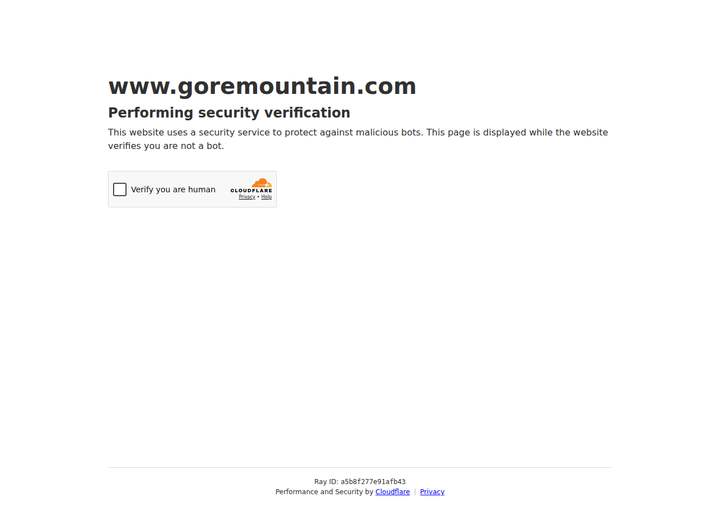 www.goremountain.com
Performing security verification
This website uses a security service to protect against malicious bots. This page is displayed while the website
verifies you are not a bot.
Verify you are human
CLOUDFLARE
Privacy • Help
Ray ID: a5b8f277e91afb43
Performance and Security by Cloudflare | Privacy